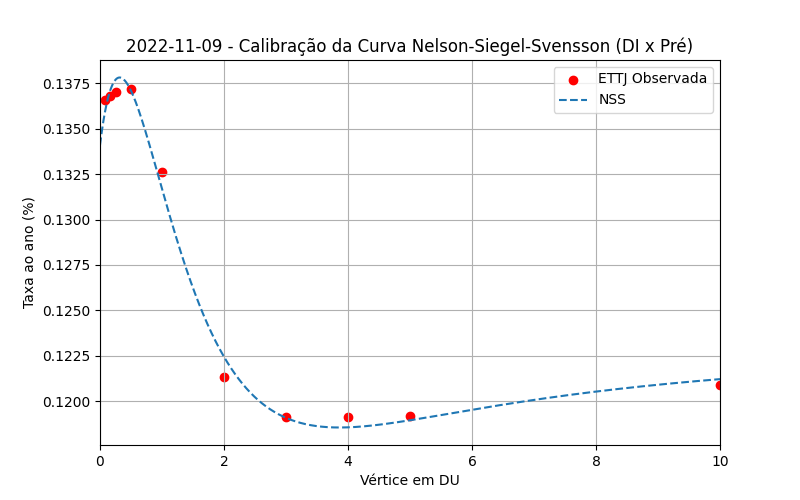 2022-11-09 - Calibração da Curva Nelson-Siegel-Svensson (DI x Pré)
ETTJ Observada
NSS
Taxa ao ano (%)
0.1375
0.1350
0.1325
0.1300
0.1275
0.1250
0.1225
0.1200
0 2 4 6 8 10
Vértice em DU